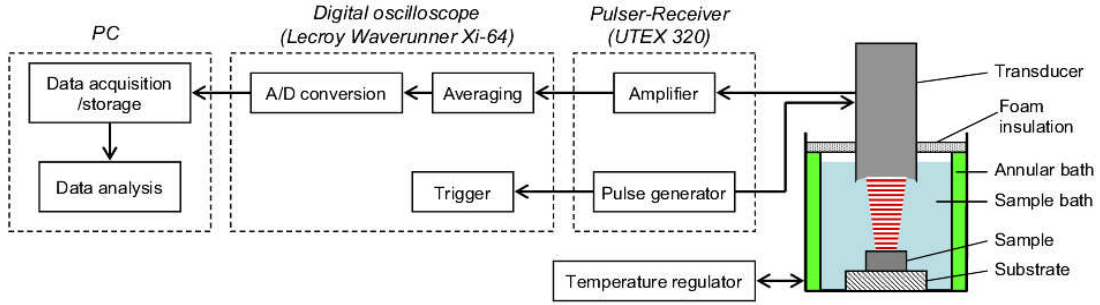 PC
Digital oscilloscope
(Lecroy Waverunner Xi-64)
Pulser-Receiver
(UTEX 320)
Data acquisition
/storage
A/D conversion
Averaging
Amplifier
Data analysis
Trigger
Pulse generator
Temperature regulator
Transducer
Foam
insulation
Annular bath
Sample bath
Sample
Substrate